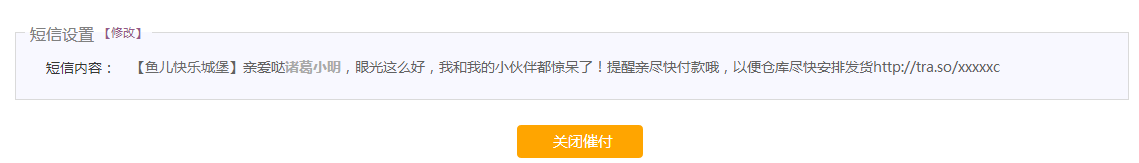 短信设置 【修改】
短信内容： 【鱼儿快乐城堡】亲爱哒诸葛小明，眼光这么好，我和我的小伙伴都惊呆了！提醒亲尽快付款哦，以便仓库尽快安排发货http://tra.so/xxxxxc
关闭催付